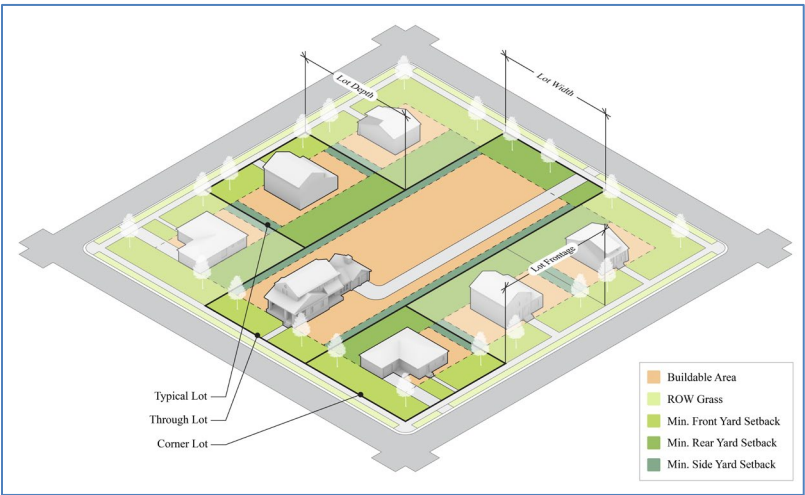 Lot Depth
Lot Width
Lot Frontage
Typical Lot
Through Lot
Corner Lot
Buildable Area
ROW Grass
Min. Front Yard Setback
Min. Rear Yard Setback
Min. Side Yard Setback